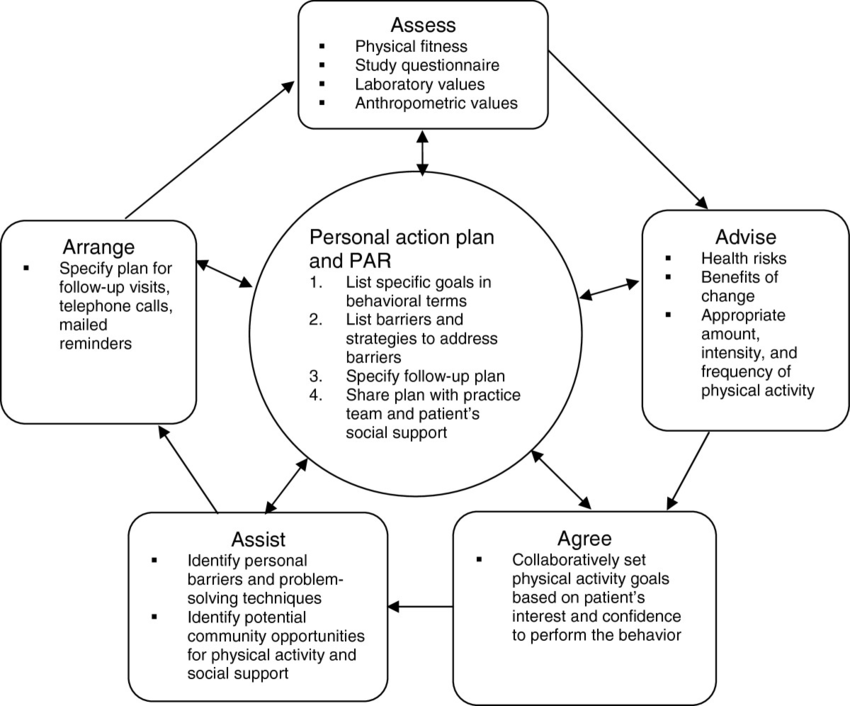 Assess
▪ Physical fitness
▪ Study questionnaire
▪ Laboratory values
▪ Anthropometric values
Arrange
▪ Specify plan for
follow-up visits,
telephone calls,
mailed
reminders
Personal action plan
and PAR
1. List specific goals in
behavioral terms
2. List barriers and
strategies to address
barriers
3. Specify follow-up plan
4. Share plan with practice
team and patient's
social support
Advise
▪ Health risks
▪ Benefits of
change
▪ Appropriate
amount,
intensity, and
frequency of
physical activity
Assist
▪ Identify personal
barriers and problem-
solving techniques
▪ Identify potential
community opportunities
for physical activity and
social support
Agree
▪ Collaboratively set
physical activity goals
based on patient's
interest and confidence
to perform the behavior